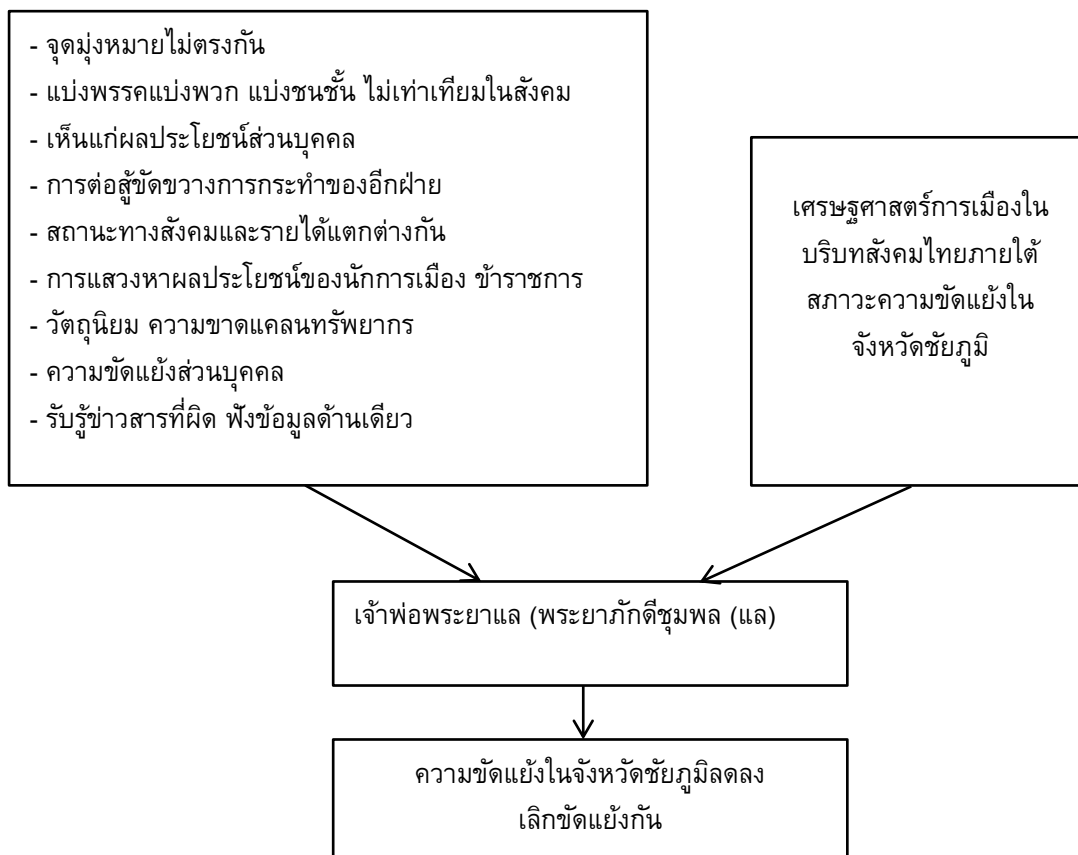 - จุดมุ่งหมายไม่ตรงกัน
- แบ่งพรรคแบ่งพวก แบ่งชนชั้น ไม่เท่าเทียมในสังคม
- เห็นแก่ผลประโยชน์ส่วนบุคคล
- การต่อสู้ขัดขวางการกระทำของอีกฝ่าย
- สถานะทางสังคมและรายได้แตกต่างกัน
- การแสวงหาผลประโยชน์ของนักการเมือง ข้าราชการ
- วัตถุนิยม ความขาดแคลนทรัพยากร
- ความขัดแย้งส่วนบุคคล
- รับรู้ข่าวสารที่ผิด ฟังข้อมูลด้านเดียว
เศรษฐศาสตร์การเมืองใน
บริบทสังคมไทยภายใต้
สภาวะความขัดแย้งใน
จังหวัดชัยภูมิ
เจ้าพ่อพระยาแล (พระยาภักดีชุมพล (แล)
ความขัดแย้งในจังหวัดชัยภูมิลดลง
เลิกขัดแย้งกัน